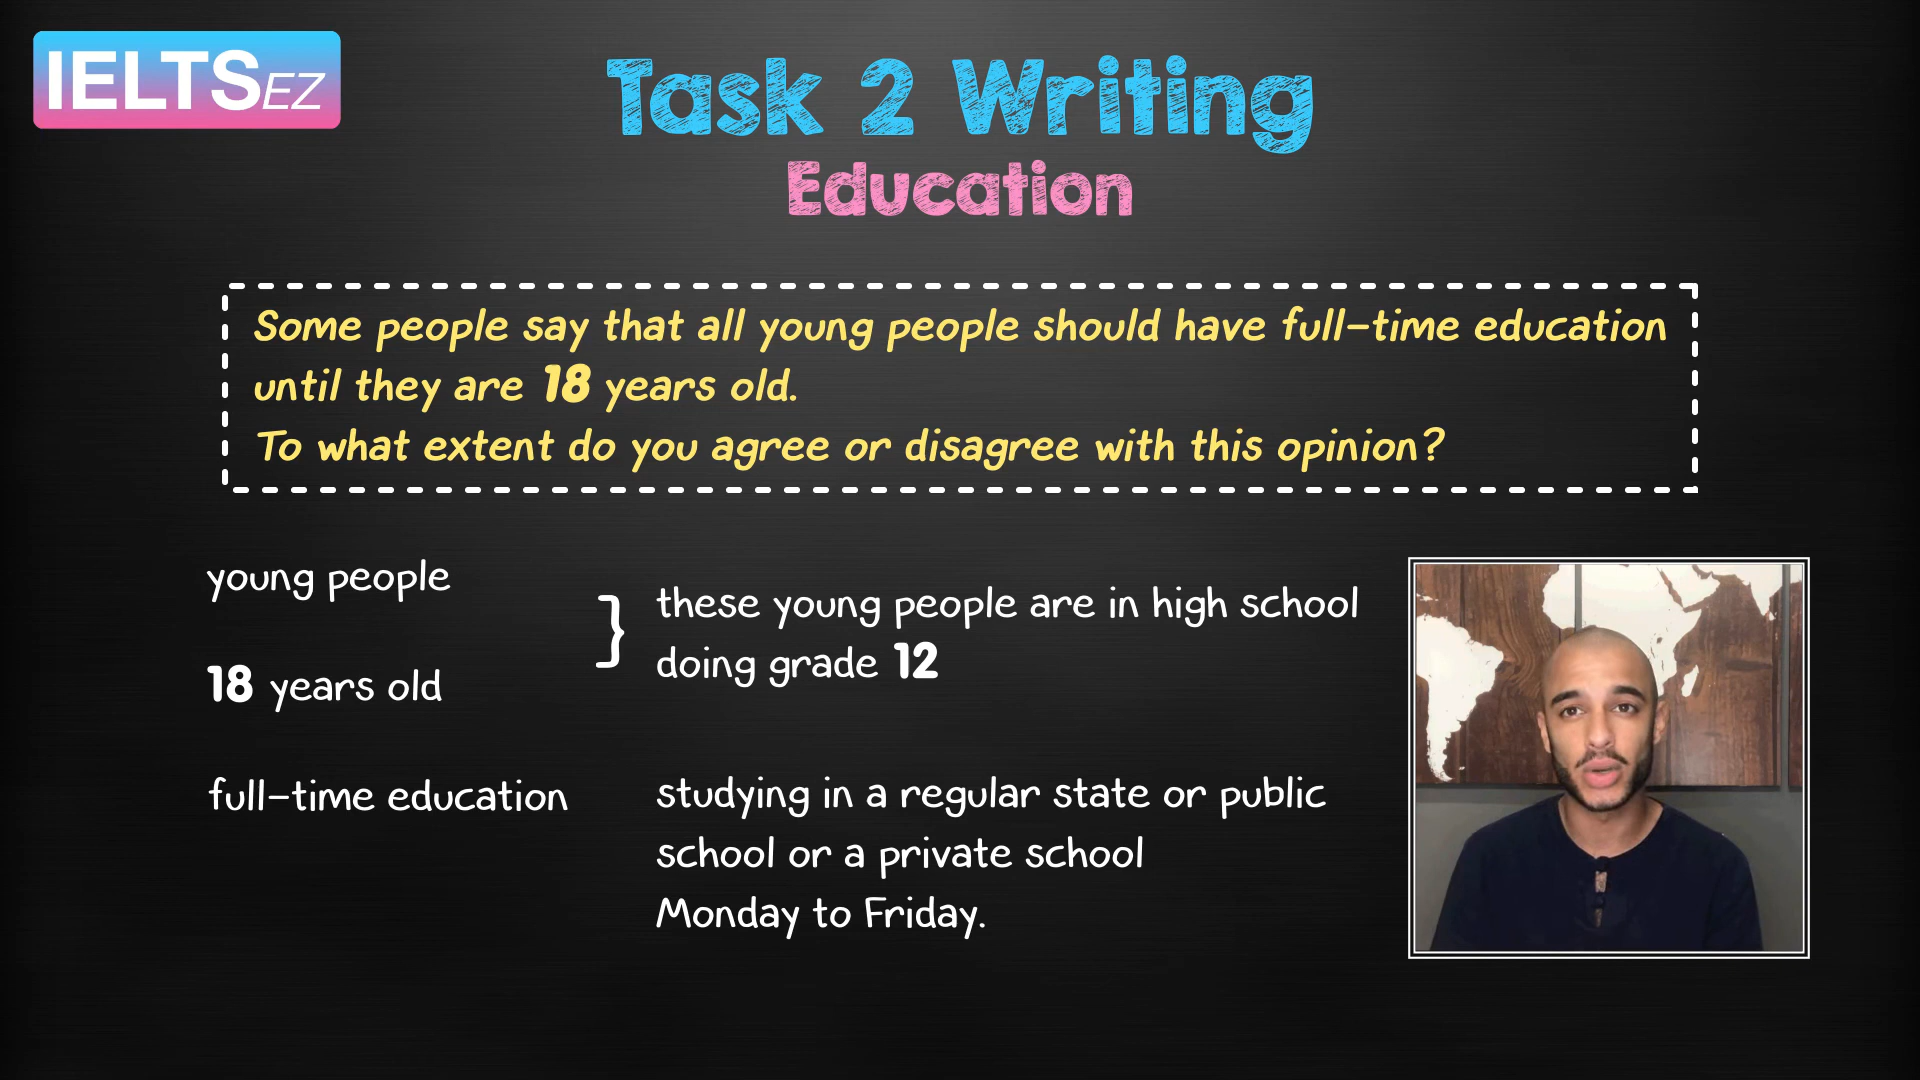 IELTS EZ
Task 2 Writing
Education
Some people say that all young people should have full-time education
until they are 18 years old.
To what extent do you agree or disagree with this opinion?
young people
18 years old
}
these young people are in high school
doing grade 12
full-time education
studying in a regular state or public
school or a private school
Monday to Friday.